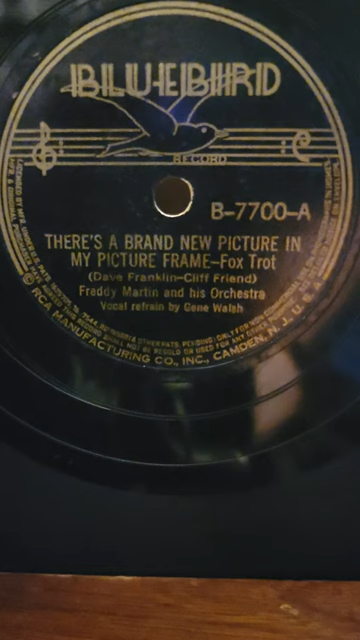 BLUEBIRD
RECORD
B-7700-A
THERE'S A BRAND NEW PICTURE IN
MY PICTURE FRAME-Fox Trot
(Dave Franklin-Cliff Friend)
Freddy Martin and his Orchestra
Vocal refrain by Gene Walsh
RCA MANUFACTURING CO., INC., CAMDEN, N. J., U. S. A.